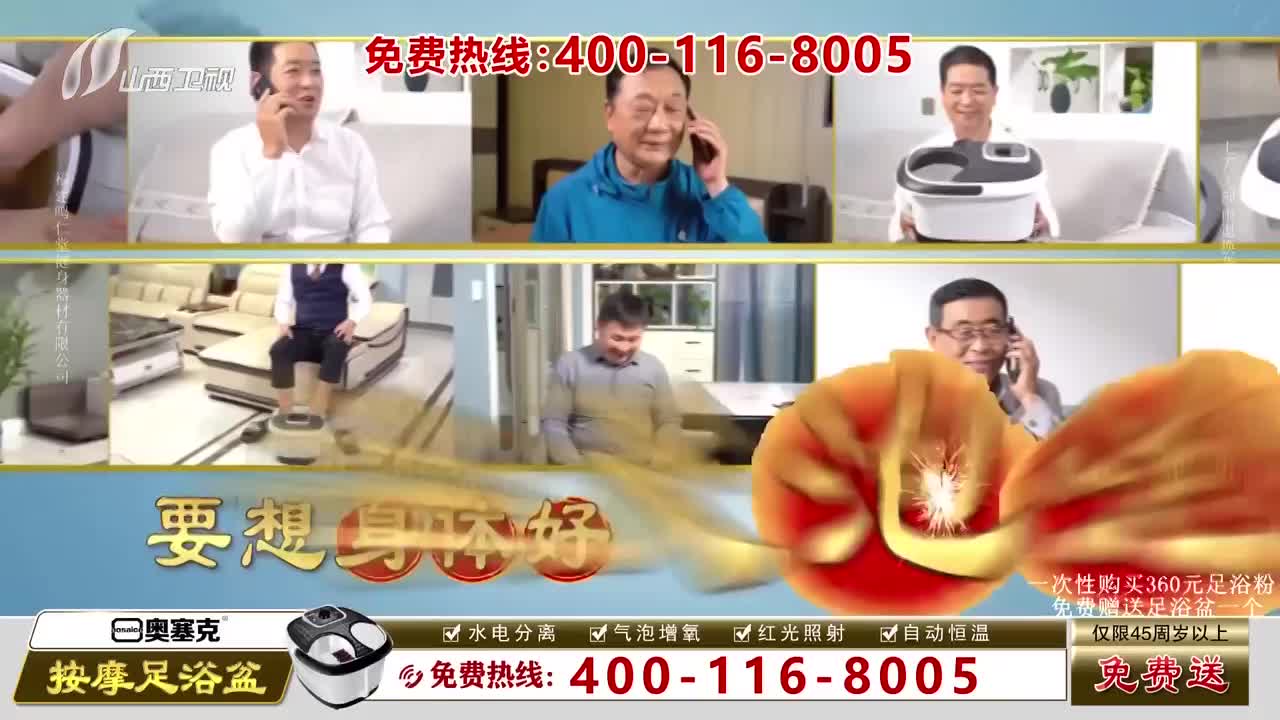 免费热线:400-116-8005
山西卫视
要想身体好
一次性购买360元足浴粉
免费赠送足浴盆一个
奥塞克
按摩足浴盆
水电分离
气泡增氧
红光照射
自动恒温
免费热线:400-116-8005
仅限45周岁以上
免费送